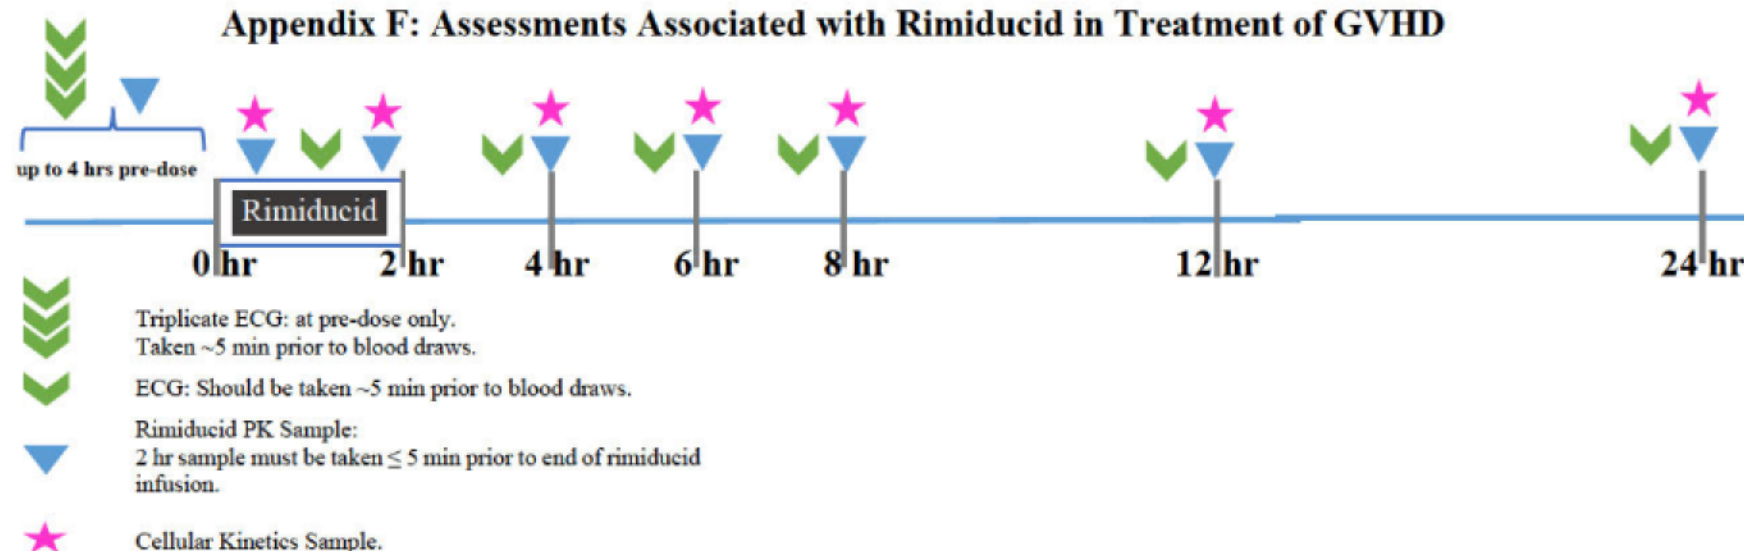 Appendix F: Assessments Associated with Rimiducid in Treatment of GVHD
up to 4 hrs pre-dose
Rimiducid
0 hr
2 hr
4 hr
6 hr
8 hr
12 hr
24 hr
Triplicate ECG: at pre-dose only.
Taken ~5 min prior to blood draws.
ECG: Should be taken ~5 min prior to blood draws.
Rimiducid PK Sample:
2 hr sample must be taken ≤ 5 min prior to end of rimiducid
infusion.
Cellular Kinetics Sample.